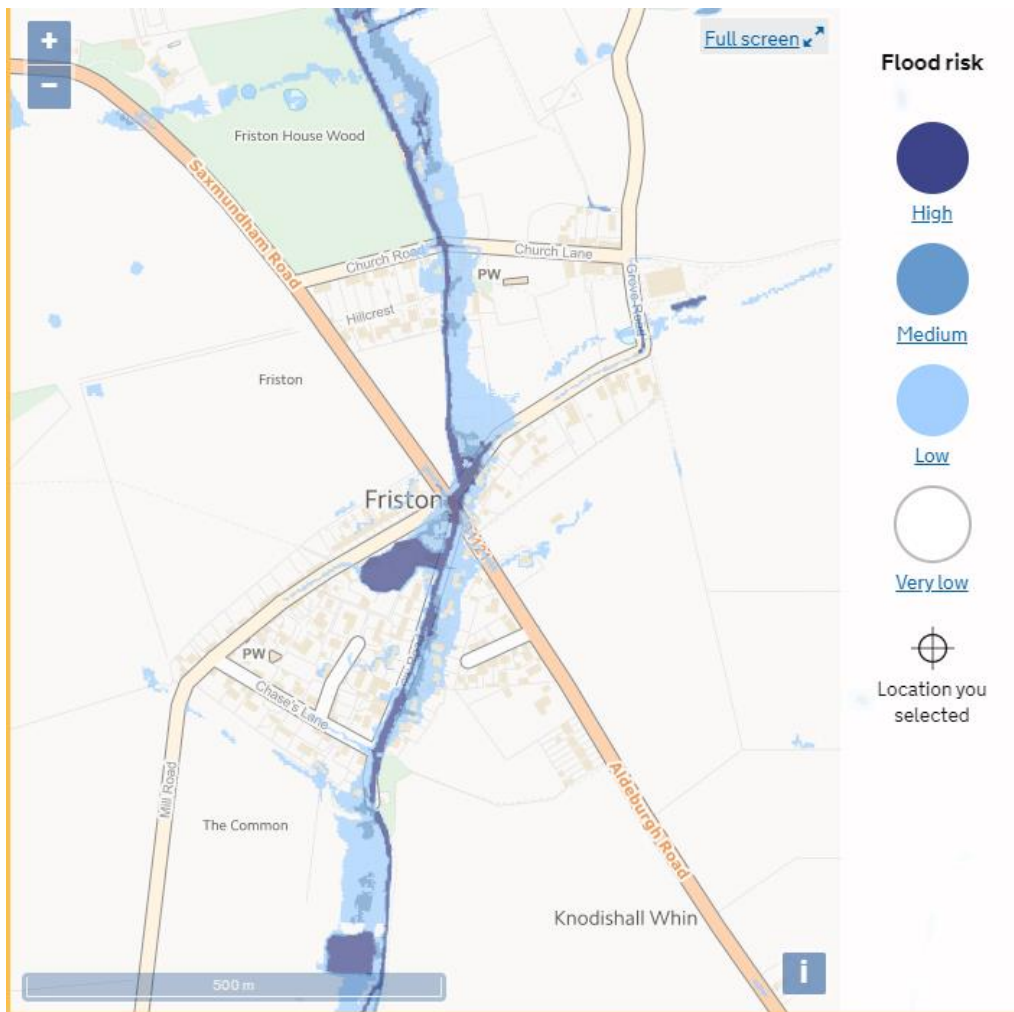 +
−
Full screen
Friston House Wood
Saxmundham Road
Church Road
Church Lane
PW
Hillcrest
Grove Road
Friston
Friston
PW
Chase's Lane
Mill Road
The Common
Aldeburgh Road
Knodishall Whin
500 m
i
Flood risk
High
Medium
Low
Very low
Location you
selected